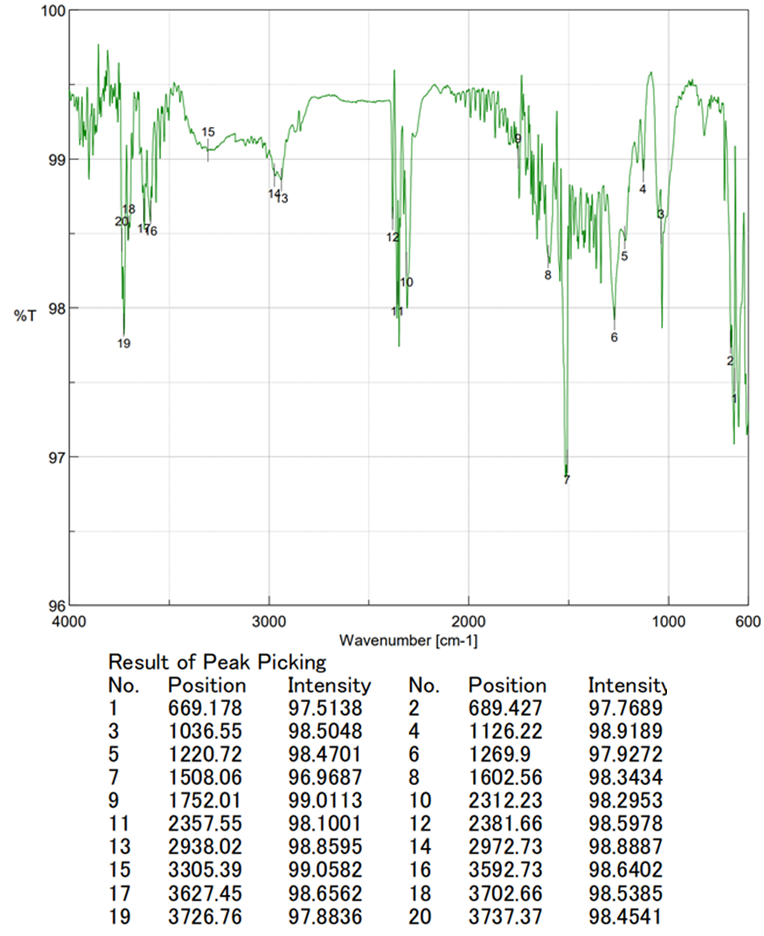 100
99
98
97
96
%T
15
18
20
17
16
19
14
13
12
10
11
9
8
7
6
5
4
3
2
1
4000 3000 2000 1000 600
Wavenumber [cm-1]
Result of Peak Picking
No. Position Intensity No. Position Intensity
1 669.178 97.5138 2 689.427 97.7689
3 1036.55 98.5048 4 1126.22 98.9189
5 1220.72 98.4701 6 1269.9 97.9272
7 1508.06 96.9687 8 1602.56 98.3434
9 1752.01 99.0113 10 2312.23 98.2953
11 2357.55 98.1001 12 2381.66 98.5978
13 2938.02 98.8595 14 2972.73 98.8887
15 3305.39 99.0582 16 3592.73 98.6402
17 3627.45 98.6562 18 3702.66 98.5385
19 3726.76 97.8836 20 3737.37 98.4541